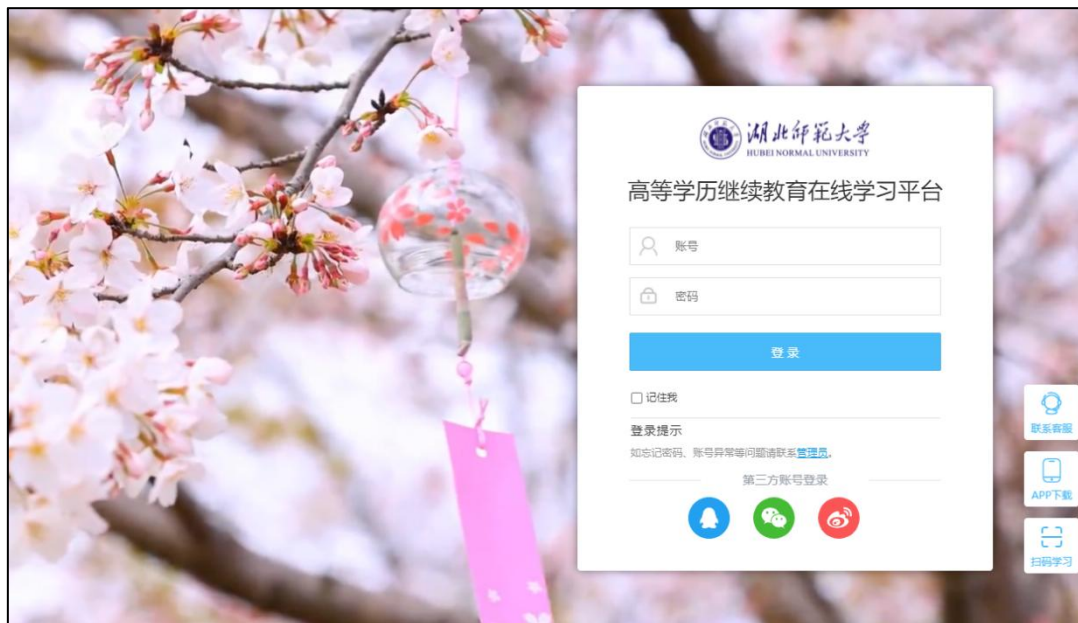 湖北师范大学
HUBEI NORMAL UNIVERSITY
高等学历继续教育在线学习平台
账号
密码
登录
记住我
登录提示
如忘记密码、账号异常等问题请联系管理员。
第三方账号登录
联系客服
APP下载
扫码学习